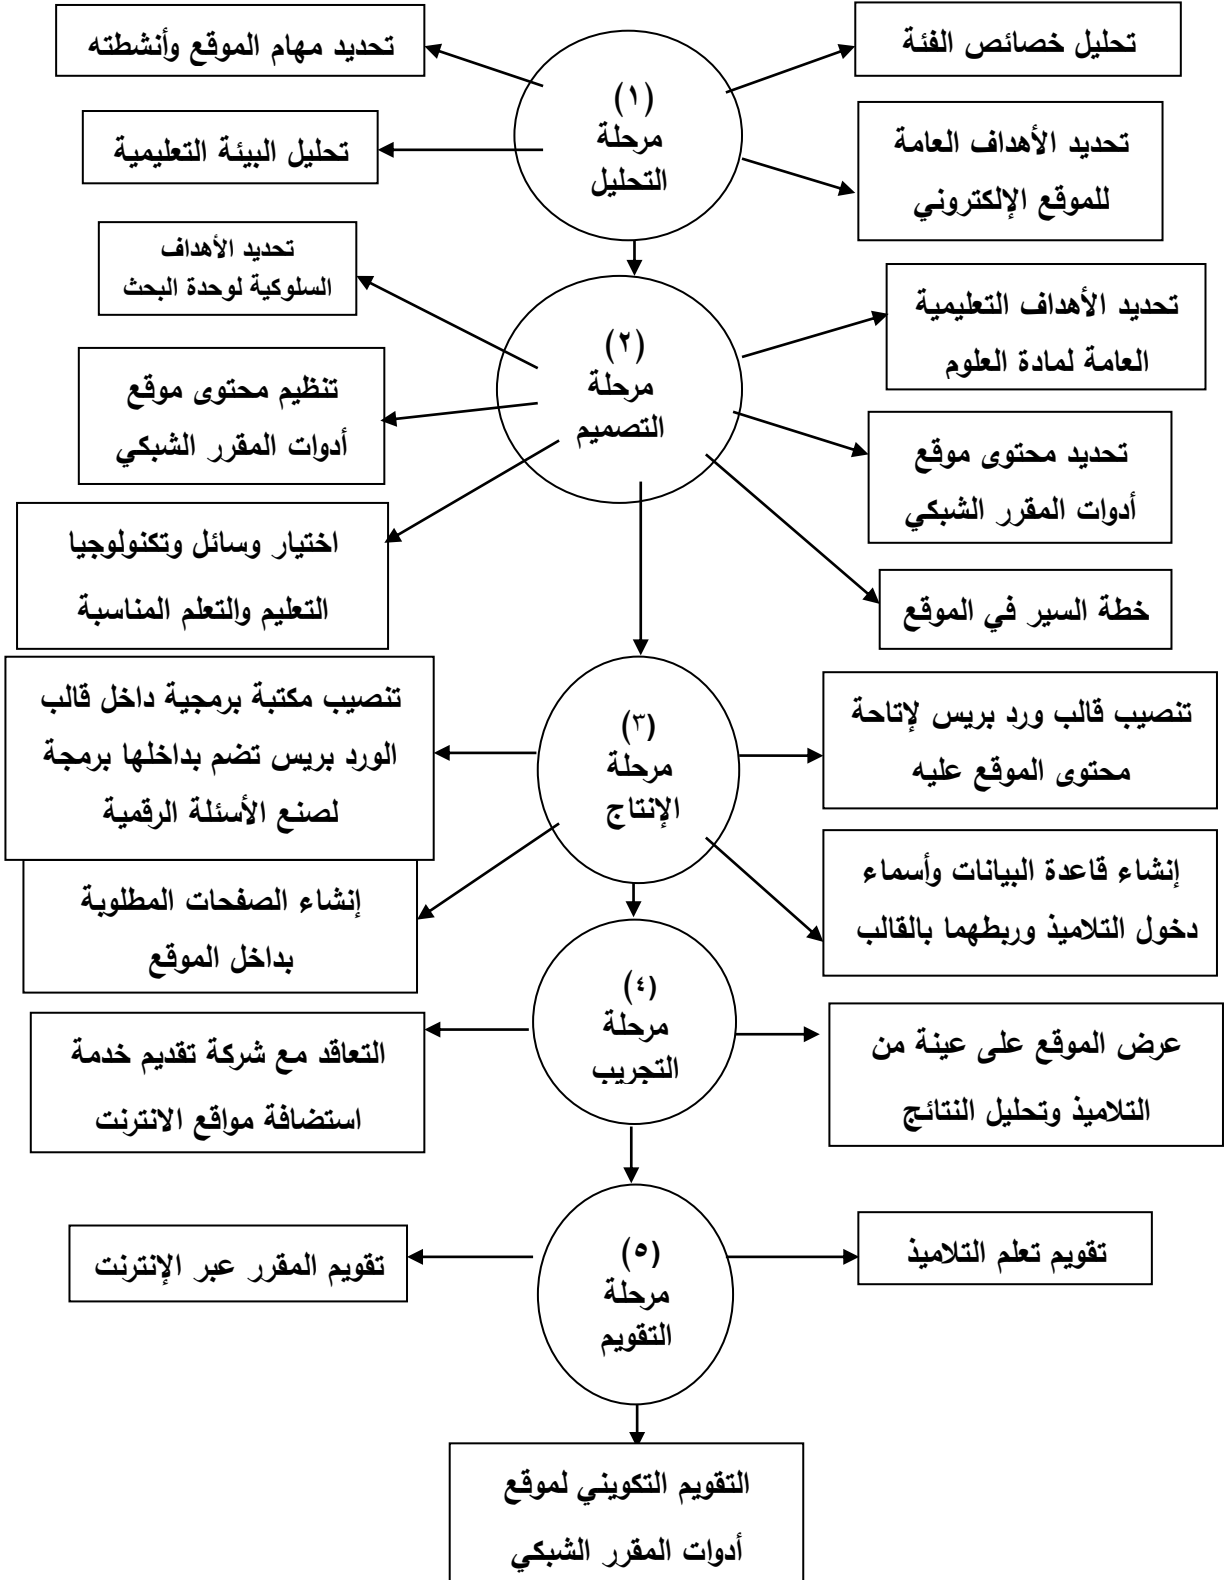 تحليل خصائص الفئة
تحديد مهام الموقع وأنشطته
(١)
مرحلة
التحليل
تحديد الأهداف العامة
للموقع الإلكتروني
تحليل البيئة التعليمية
تحديد الأهداف
السلوكية لوحدة البحث
تحديد الأهداف التعليمية
العامة لمادة العلوم
(٢)
مرحلة
التصميم
تنظيم محتوى موقع
أدوات المقرر الشبكي
تحديد محتوى موقع
أدوات المقرر الشبكي
اختيار وسائل وتكنولوجيا
التعليم والتعلم المناسبة
خطة السير في الموقع
تنصيب قالب ورد بريس لإتاحة
محتوى الموقع عليه
(٣)
مرحلة
الإنتاج
تنصيب مكتبة برمجية داخل قالب
الورد بريس تضم بداخلها برمجة
لصنع الأسئلة الرقمية
إنشاء قاعدة البيانات وأسماء
دخول التلاميذ وربطهما بالقالب
إنشاء الصفحات المطلوبة
بداخل الموقع
(٤)
مرحلة
التجريب
عرض الموقع على عينة من
التلاميذ وتحليل النتائج
التعاقد مع شركة تقديم خدمة
استضافة مواقع الانترنت
(٥)
مرحلة
التقويم
تقويم تعلم التلاميذ
تقويم المقرر عبر الإنترنت
التقويم التكويني لموقع
أدوات المقرر الشبكي